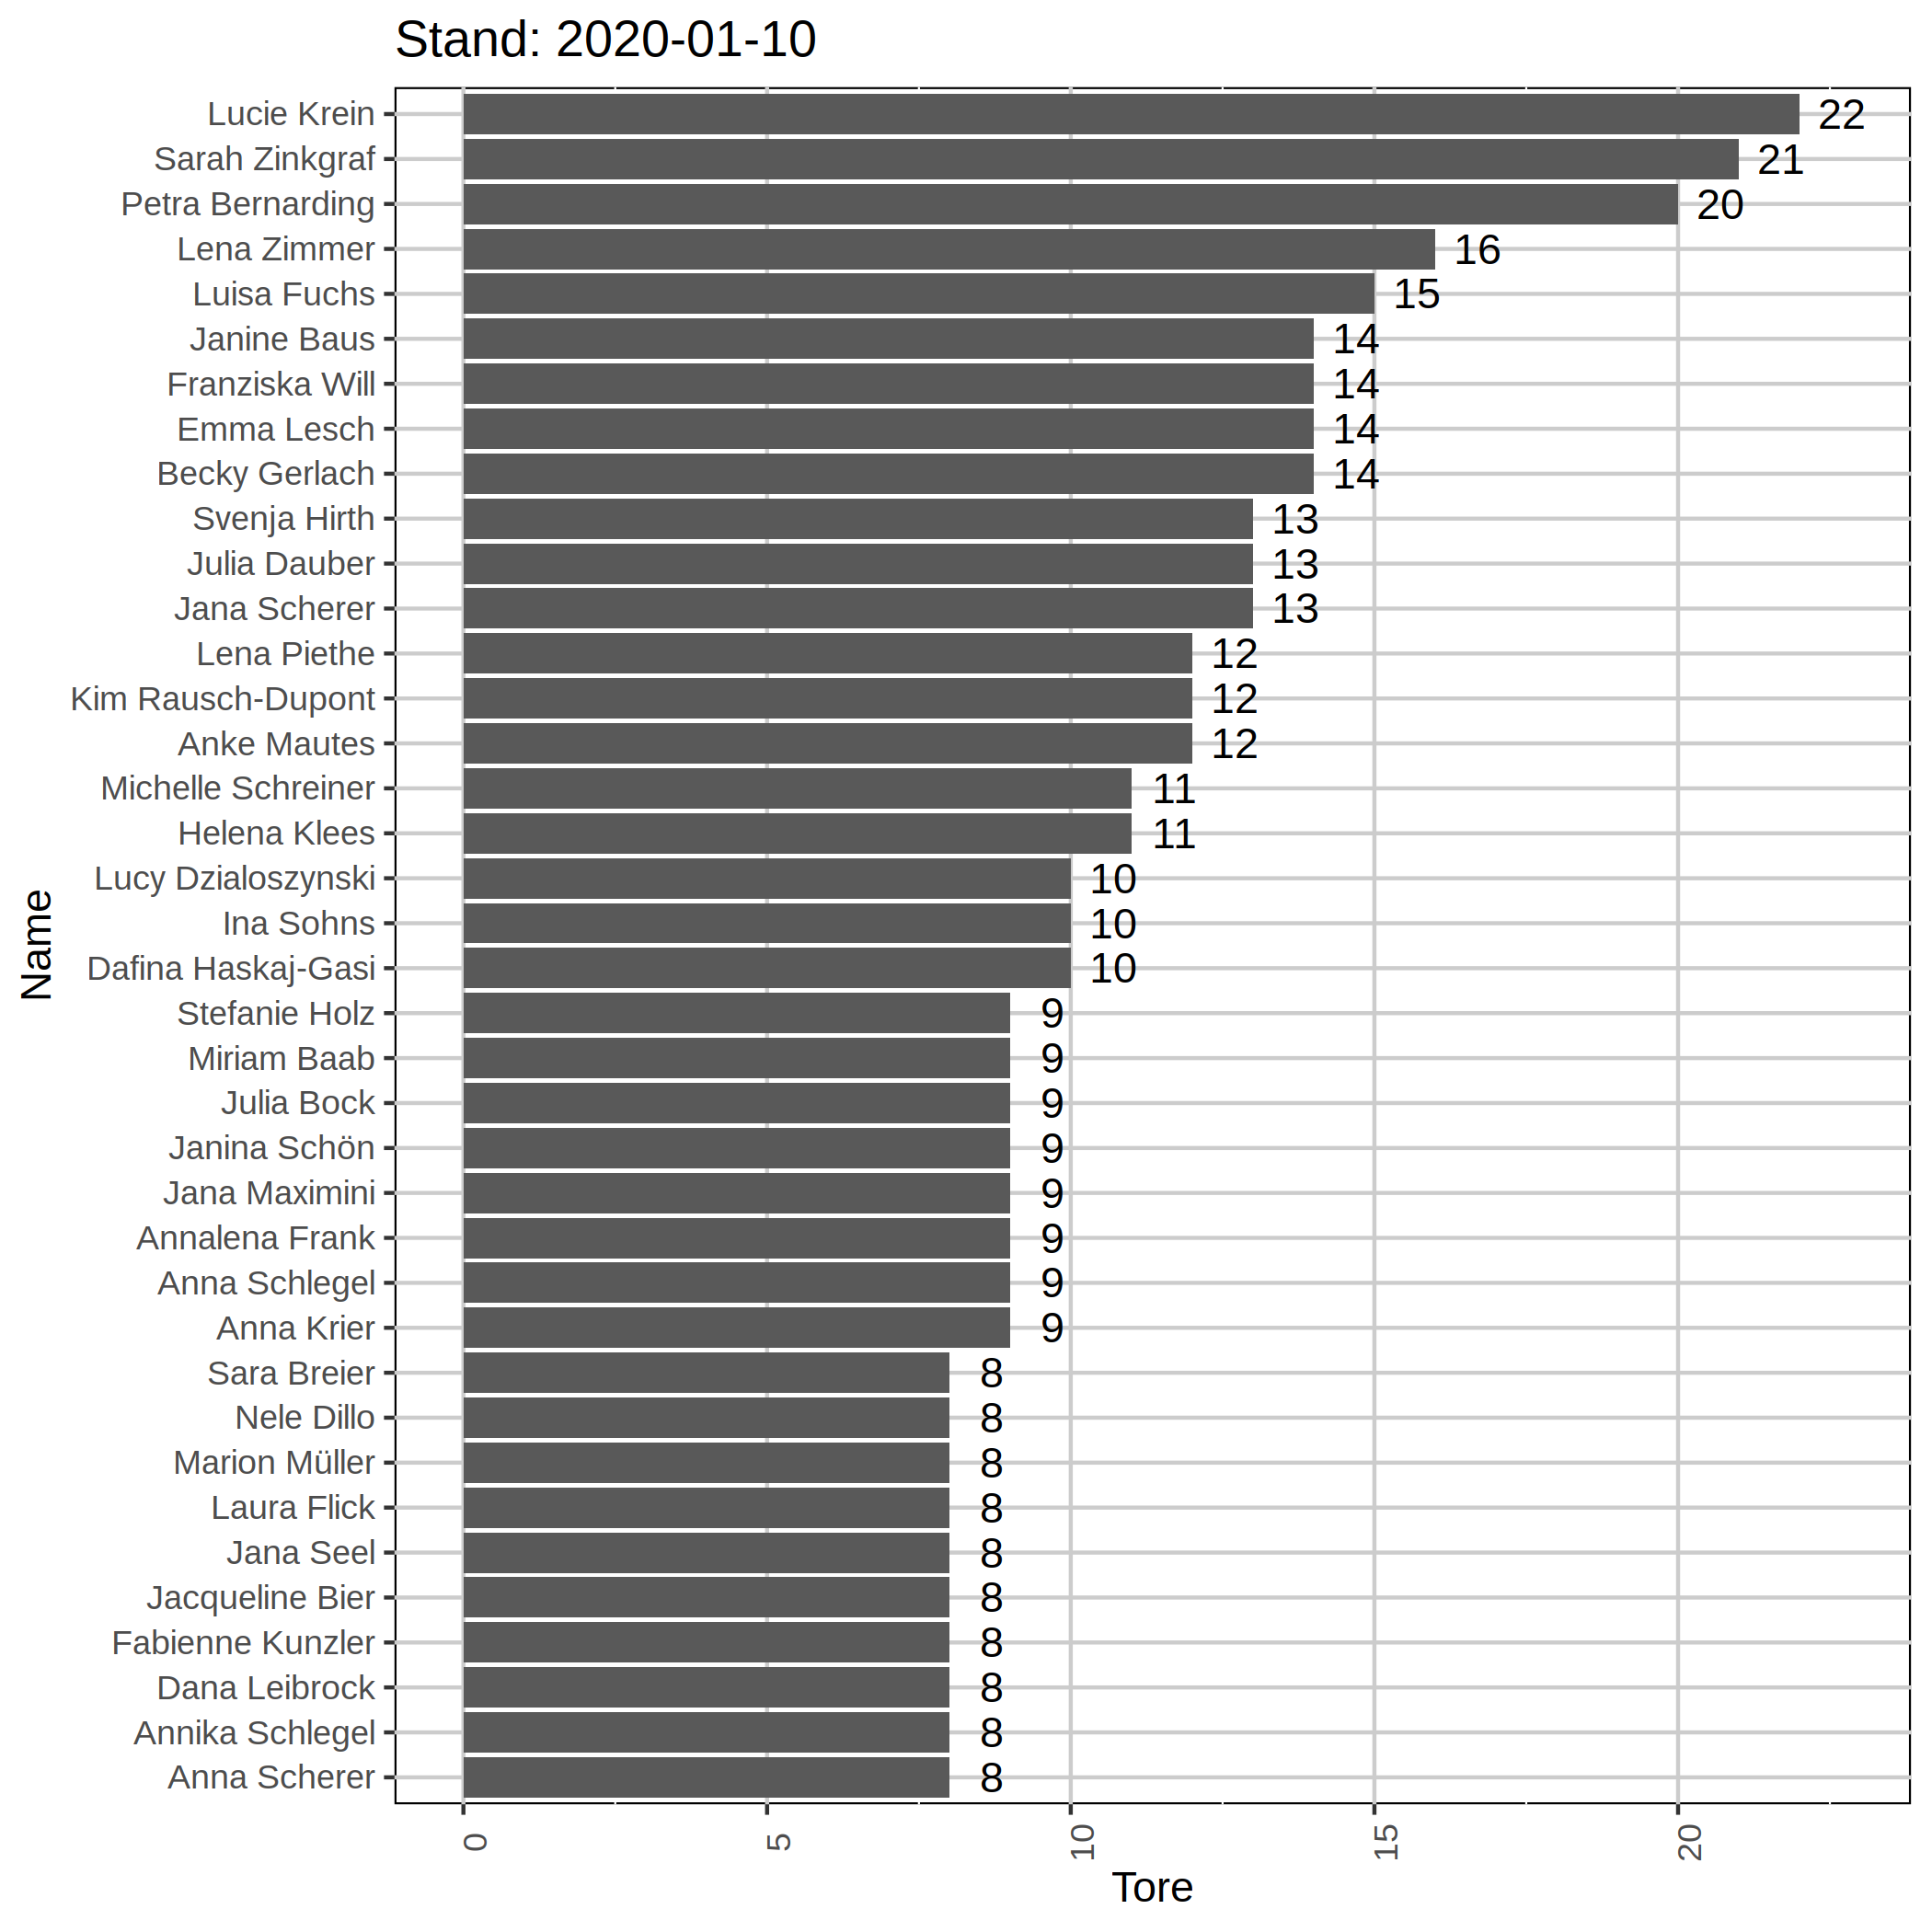 Stand: 2020-01-10
Lucie Krein 22
Sarah Zinkgraf 21
Petra Bernarding 20
Lena Zimmer 16
Luisa Fuchs 15
Janine Baus 14
Franziska Will 14
Emma Lesch 14
Becky Gerlach 14
Svenja Hirth 13
Julia Dauber 13
Jana Scherer 13
Lena Piethe 12
Kim Rausch-Dupont 12
Anke Mautes 12
Michelle Schreiner 11
Helena Klees 11
Lucy Dzialoszynski 10
Ina Sohns 10
Dafina Haskaj-Gasi 10
Stefanie Holz 9
Miriam Baab 9
Julia Bock 9
Janina Schön 9
Jana Maximini 9
Annalena Frank 9
Anna Schlegel 9
Anna Krier 9
Sara Breier 8
Nele Dillo 8
Marion Müller 8
Laura Flick 8
Jana Seel 8
Jacqueline Bier 8
Fabienne Kunzler 8
Dana Leibrock 8
Annika Schlegel 8
Anna Scherer 8
Name
0 5 10 15 20
Tore